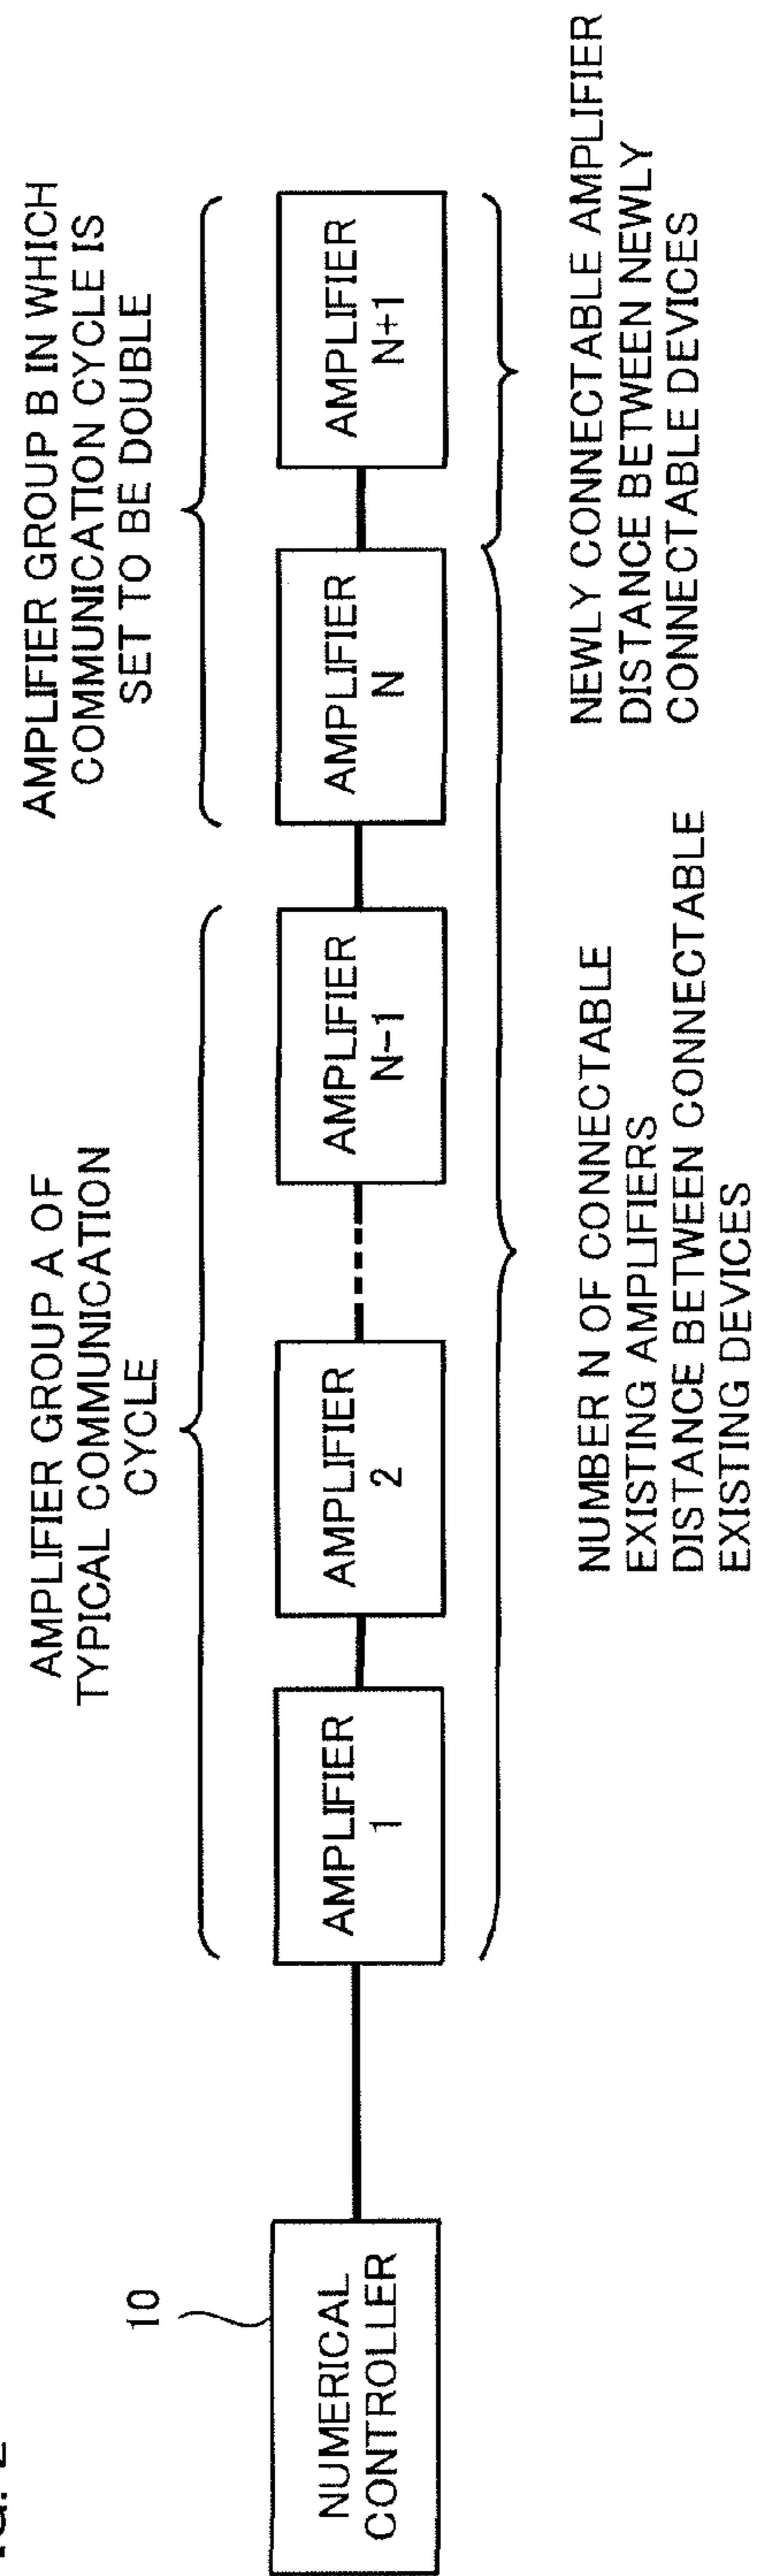 AMPLIFIER GROUP A OF
TYPICAL COMMUNICATION
CYCLE
AMPLIFIER GROUP B IN WHICH
COMMUNICATION CYCLE IS
SET TO BE DOUBLE
10
NUMERICAL
CONTROLLER
AMPLIFIER
1
AMPLIFIER
2
AMPLIFIER
N-1
AMPLIFIER
N
AMPLIFIER
N+1
NUMBER N OF CONNECTABLE
EXISTING AMPLIFIERS
DISTANCE BETWEEN CONNECTABLE
EXISTING DEVICES
NEWLY CONNECTABLE AMPLIFIER
DISTANCE BETWEEN NEWLY
CONNECTABLE DEVICES